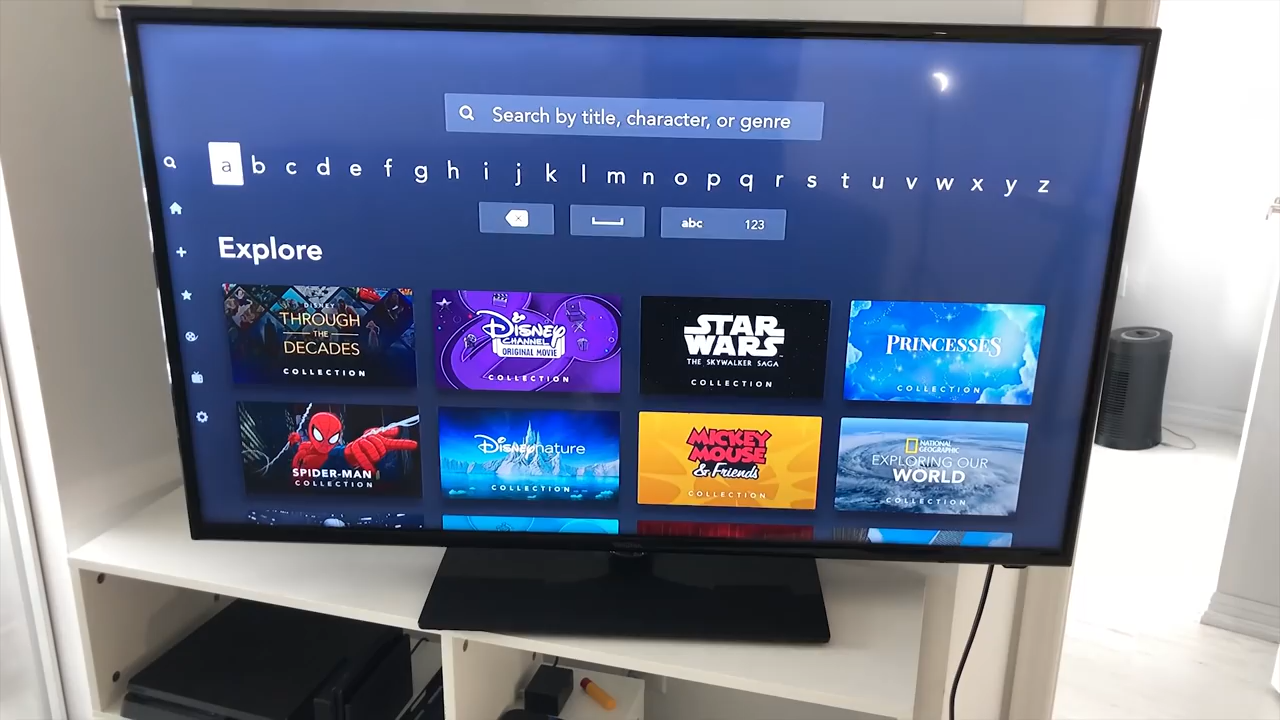 Search by title, character, or genre
a b c d e f g h i j k l m n o p q r s t u v w x y z
abc 123
Explore
DISNEY
THROUGH
THE
DECADES
COLLECTION
Disney
CHANNEL
ORIGINAL MOVIE
COLLECTION
STAR
WARS
THE SKYWALKER SAGA
COLLECTION
PRINCESSES
COLLECTION
SPIDER-MAN
COLLECTION
Disneynature
COLLECTION
MICKEY
MOUSE
& Friends
COLLECTION
NATIONAL
GEOGRAPHIC
EXPLORING OUR
WORLD
COLLECTION